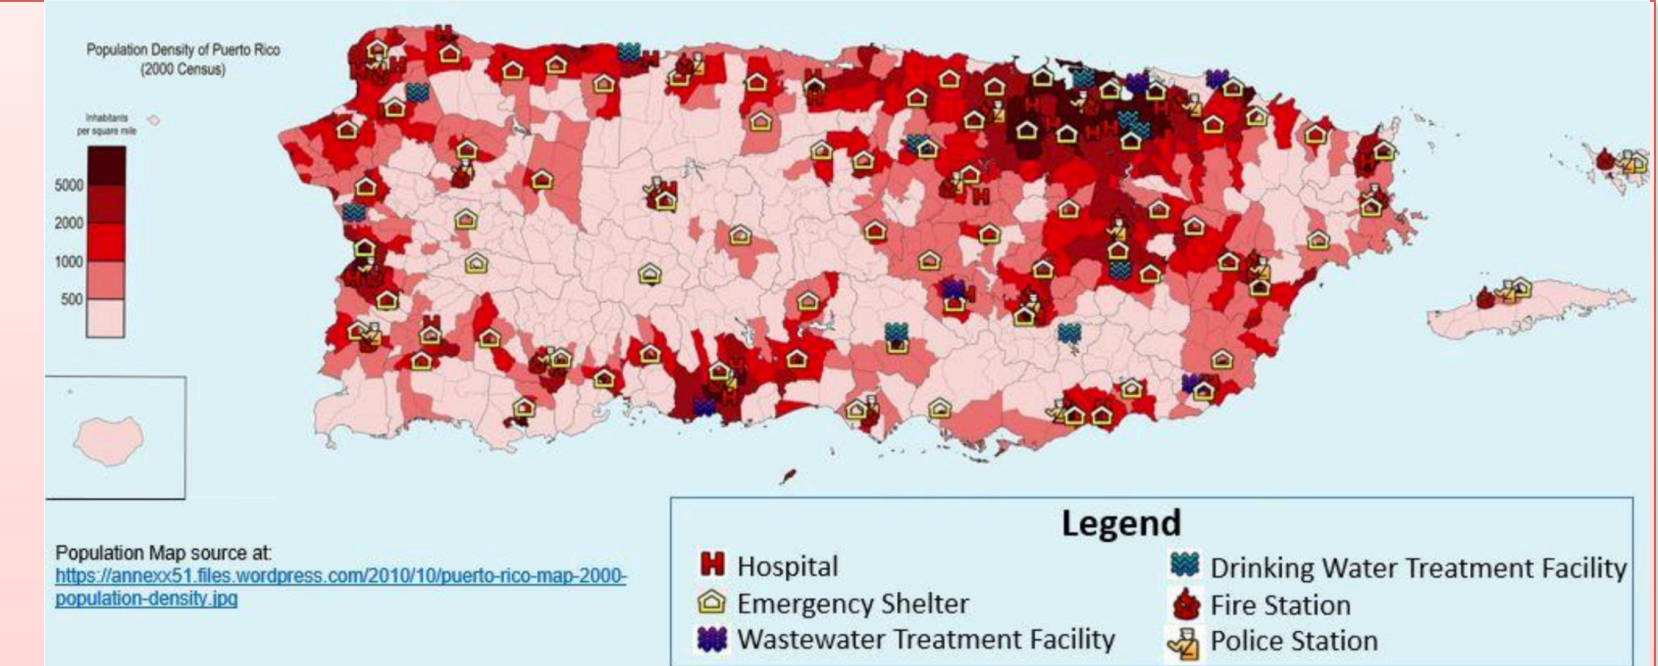 Population Density of Puerto Rico
(2000 Census)
Inhabitants
per square mile
5000
2000
1000
500
Population Map source at:
https://annexx51.files.wordpress.com/2010/10/puerto-rico-map-2000-
population-density.jpg
Legend
Hospital
Emergency Shelter
Wastewater Treatment Facility
Drinking Water Treatment Facility
Fire Station
Police Station